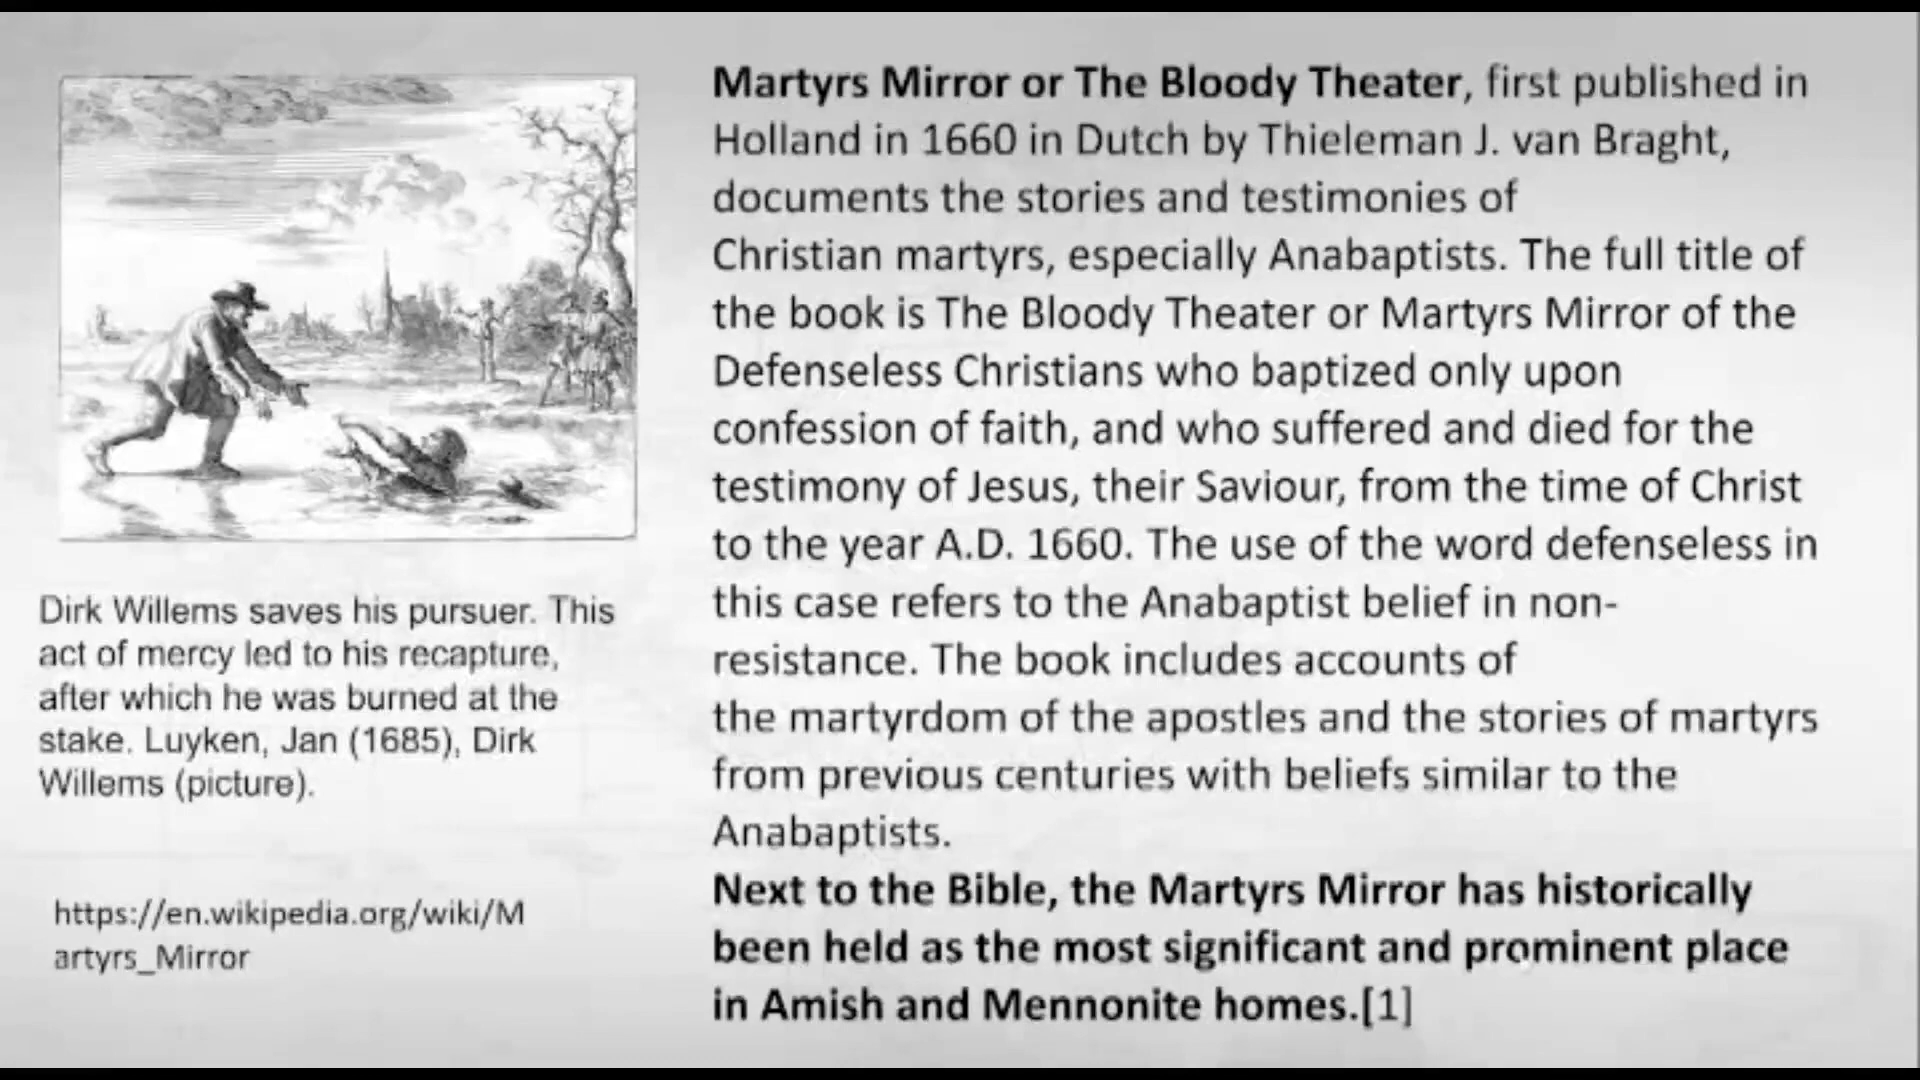 Martyrs Mirror or The Bloody Theater, first published in
Holland in 1660 in Dutch by Thieleman J. van Braght,
documents the stories and testimonies of
Christian martyrs, especially Anabaptists. The full title of
the book is The Bloody Theater or Martyrs Mirror of the
Defenseless Christians who baptized only upon
confession of faith, and who suffered and died for the
testimony of Jesus, their Saviour, from the time of Christ
to the year A.D. 1660. The use of the word defenseless in
this case refers to the Anabaptist belief in non-
resistance. The book includes accounts of
the martyrdom of the apostles and the stories of martyrs
from previous centuries with beliefs similar to the
Anabaptists.
Next to the Bible, the Martyrs Mirror has historically
been held as the most significant and prominent place
in Amish and Mennonite homes.[1]
Dirk Willems saves his pursuer. This
act of mercy led to his recapture,
after which he was burned at the
stake. Luyken, Jan (1685), Dirk
Willems (picture).
https://en.wikipedia.org/wiki/M
artyrs_Mirror